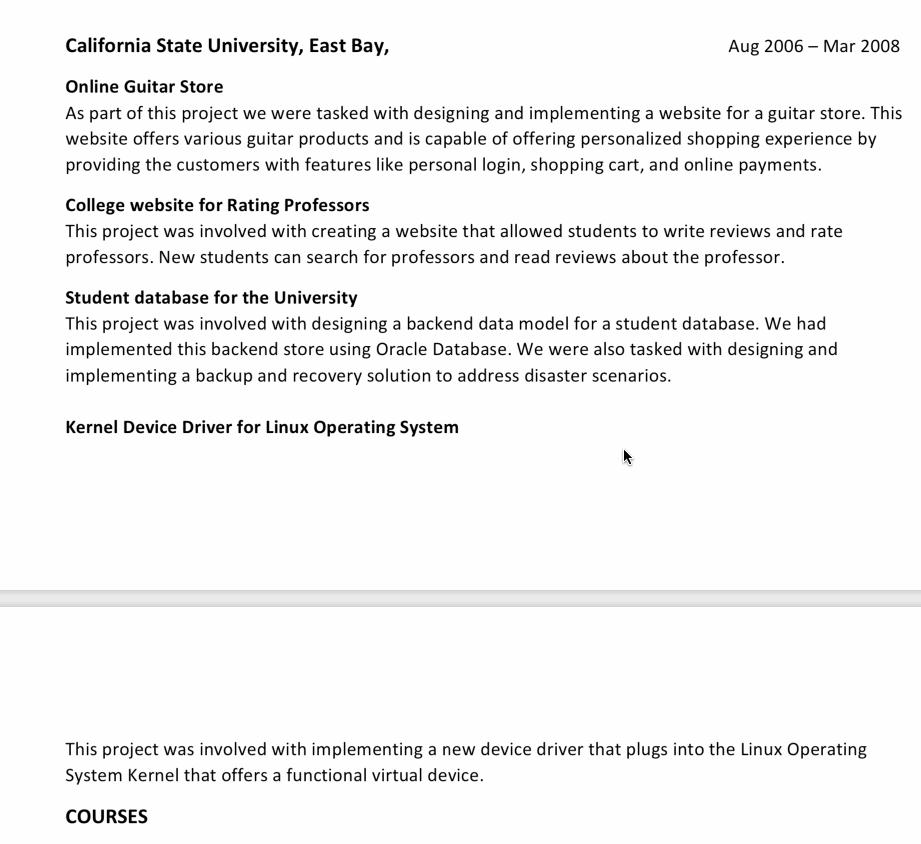 California State University, East Bay, Aug 2006 – Mar 2008
Online Guitar Store
As part of this project we were tasked with designing and implementing a website for a guitar store. This
website offers various guitar products and is capable of offering personalized shopping experience by
providing the customers with features like personal login, shopping cart, and online payments.
College website for Rating Professors
This project was involved with creating a website that allowed students to write reviews and rate
professors. New students can search for professors and read reviews about the professor.
Student database for the University
This project was involved with designing a backend data model for a student database. We had
implemented this backend store using Oracle Database. We were also tasked with designing and
implementing a backup and recovery solution to address disaster scenarios.
Kernel Device Driver for Linux Operating System
This project was involved with implementing a new device driver that plugs into the Linux Operating
System Kernel that offers a functional virtual device.
COURSES